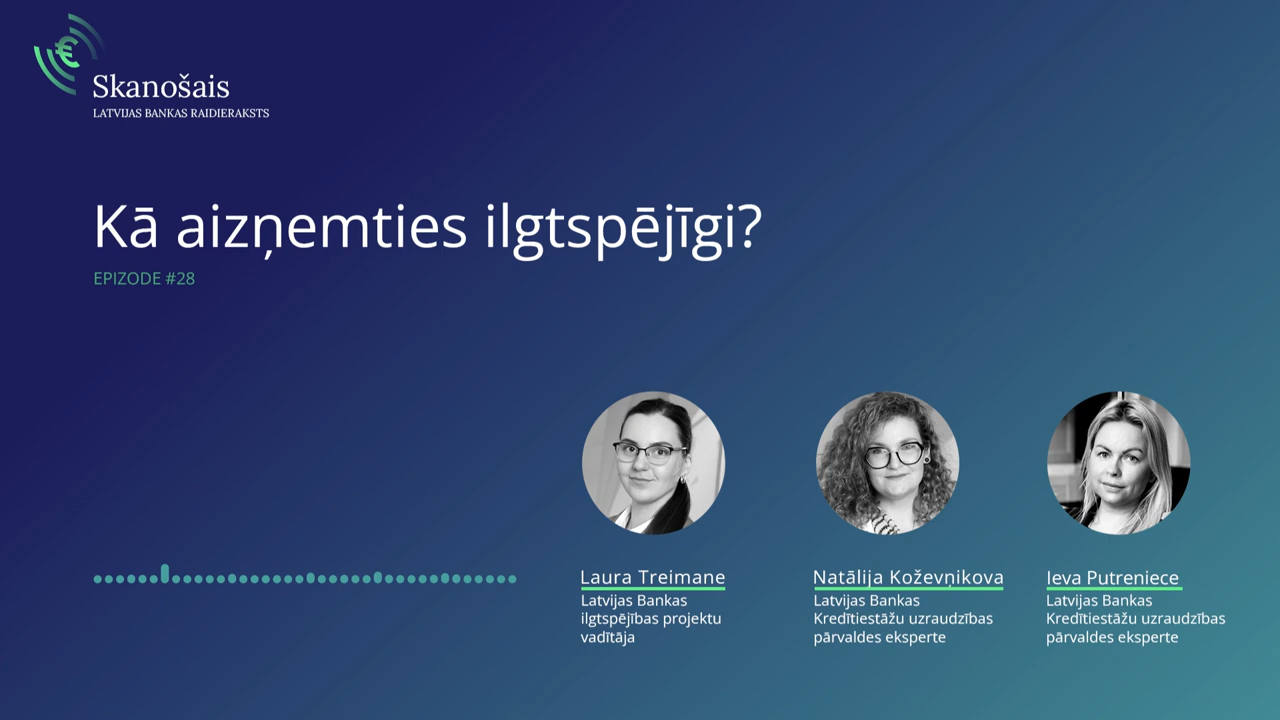 Skanošais
LATVIJAS BANKAS RAIDIERAKSTS
Kā aizņemties ilgtspējīgi?
EPIZODE #28
Laura Treimane
Latvijas Bankas
ilgtspējības projektu
vadītāja
Natālija Koževņikova
Latvijas Bankas
Kredītiestāžu uzraudzības
pārvaldes eksperte
Ieva Putreniece
Latvijas Bankas
Kredītiestāžu uzraudzības
pārvaldes eksperte